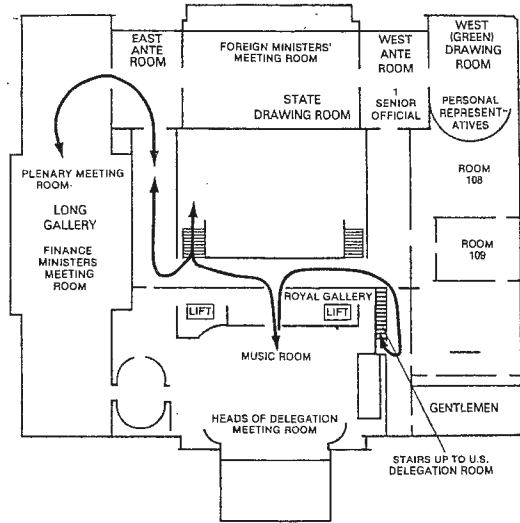 EAST
ANTE
ROOM
FOREIGN MINISTERS'
MEETING ROOM
STATE
DRAWING ROOM
WEST
ANTE
ROOM
1
SENIOR
OFFICIAL
WEST
(GREEN)
DRAWING
ROOM
PERSONAL
REPRESENT-
ATIVES
PLENARY MEETING
ROOM-
LONG
GALLERY
FINANCE
MINISTERS
MEETING
ROOM
ROOM
108
ROOM
109
ROYAL GALLERY
LIFT
LIFT
MUSIC ROOM
HEADS OF DELEGATION
MEETING ROOM
GENTLEMEN
STAIRS UP TO U.S.
DELEGATION ROOM